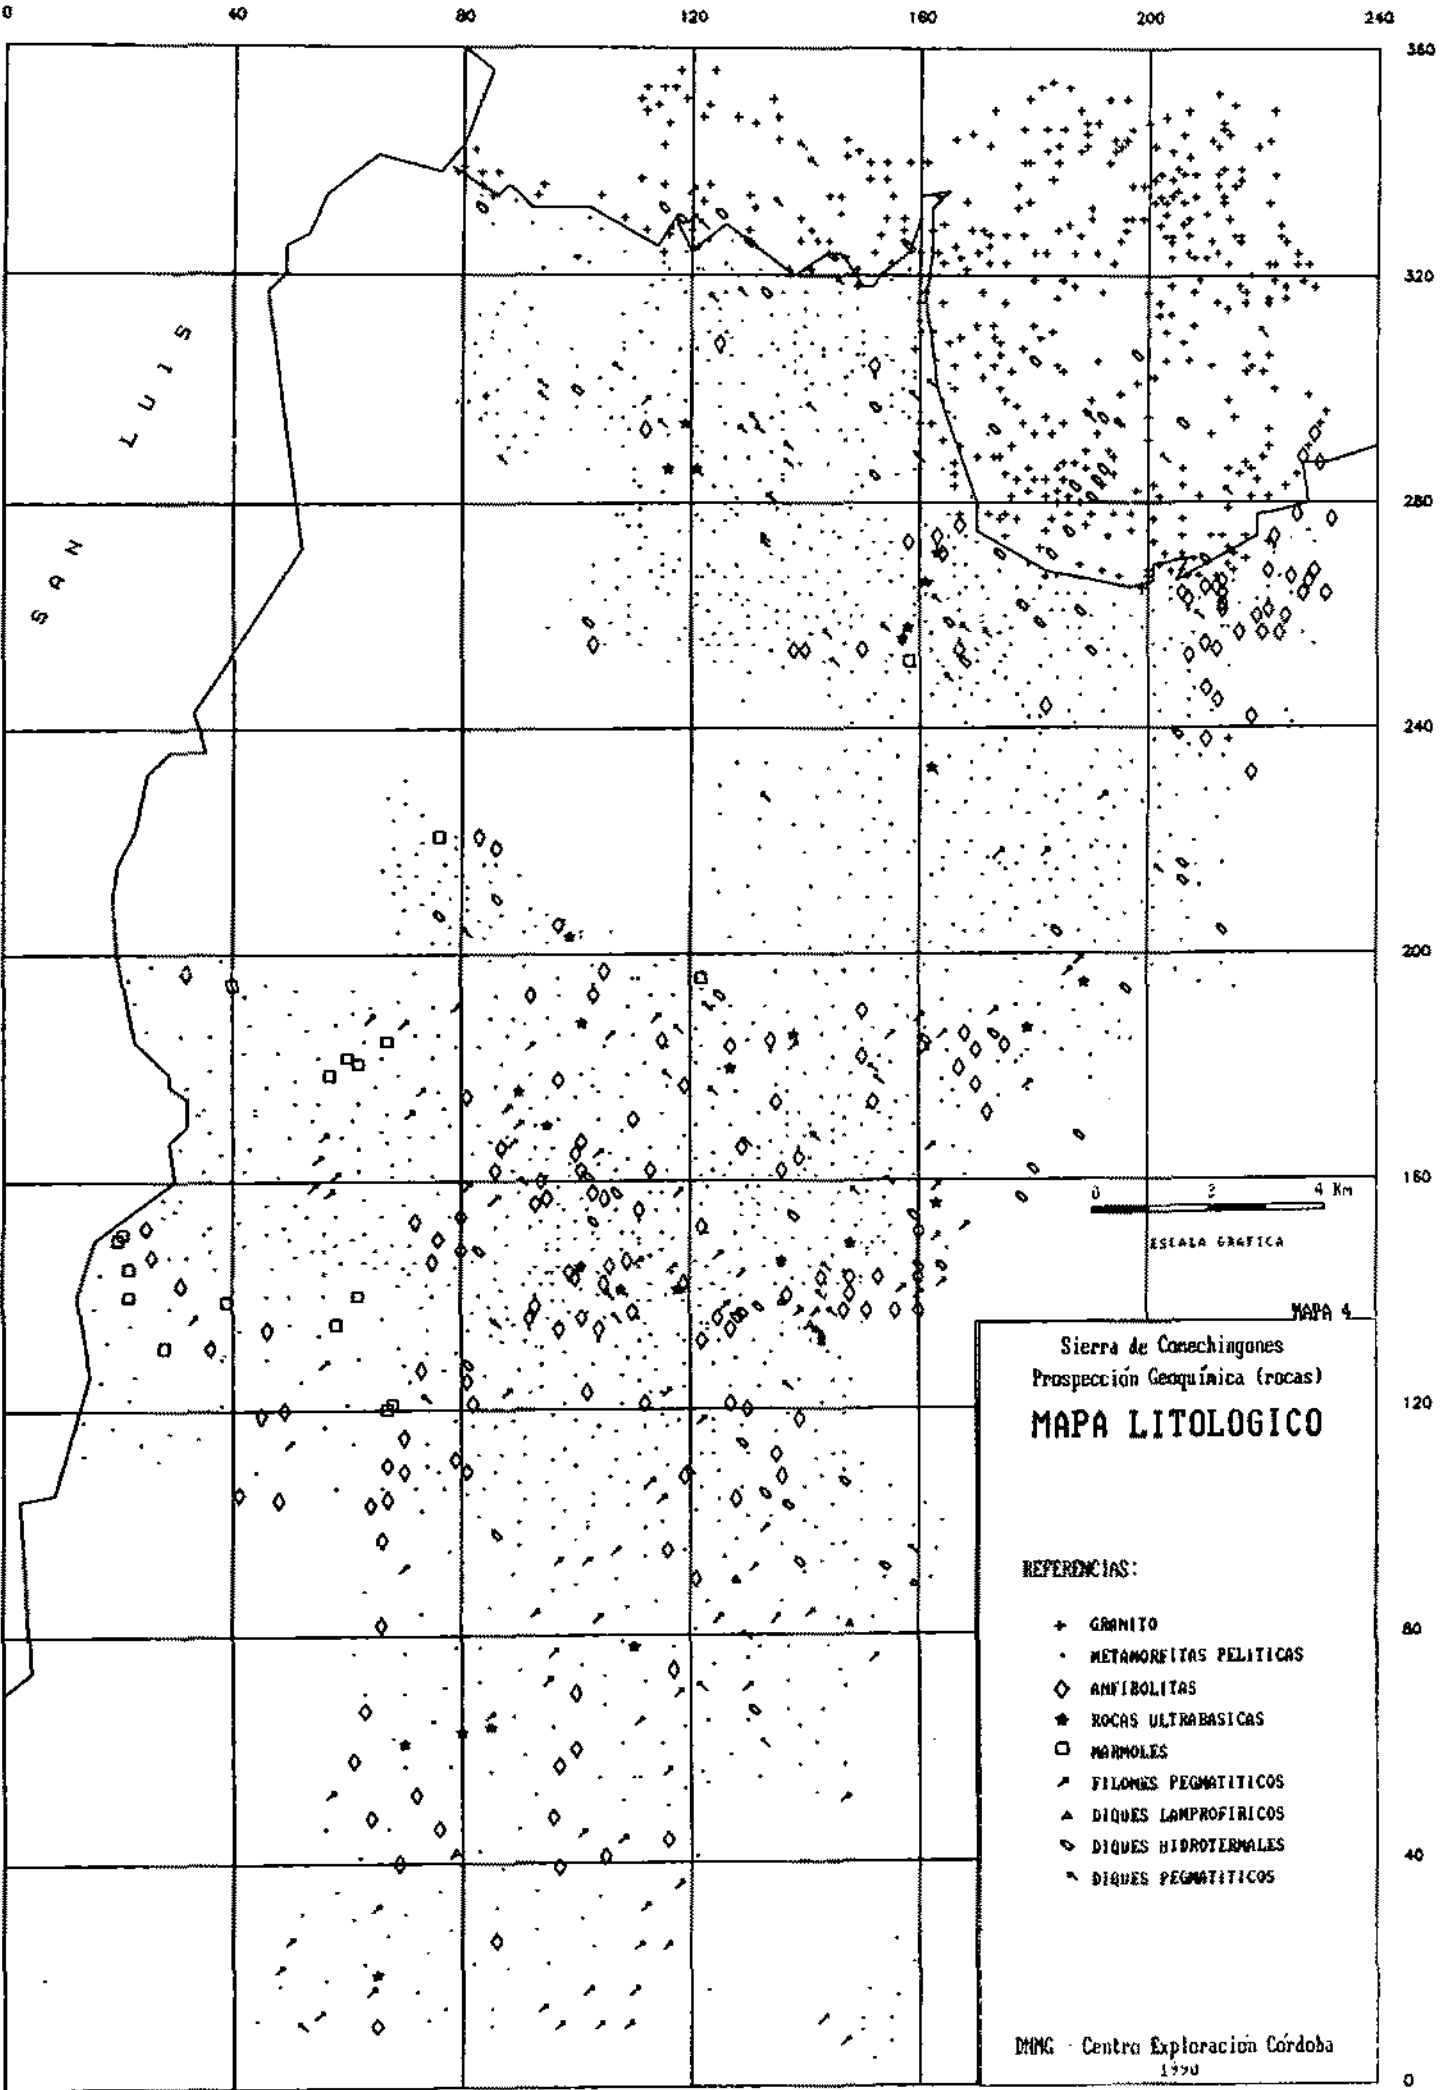 0 40 80 120 160 200 240
360
320
SAN LUIS
280
240
200
160
0 2 4 Km
ESCALA GRAFICA
MAPA 4
Sierra de Comechingones
Prospección Geoquímica (rocas)
MAPA LITOLOGICO
120
REFERENCIAS:
+ GRANITO
80
· METAMORFITAS PELITICAS
◇ ANFIBOLITAS
★ ROCAS ULTRABASICAS
□ MARMOLES
FILONES PEGMATITICOS
▲ DIQUES LAMPROFIRICOS
DIQUES HIDROTERMALES
40
DIQUES PEGMATITICOS
DMMG - Centro Exploración Córdoba
1990
0